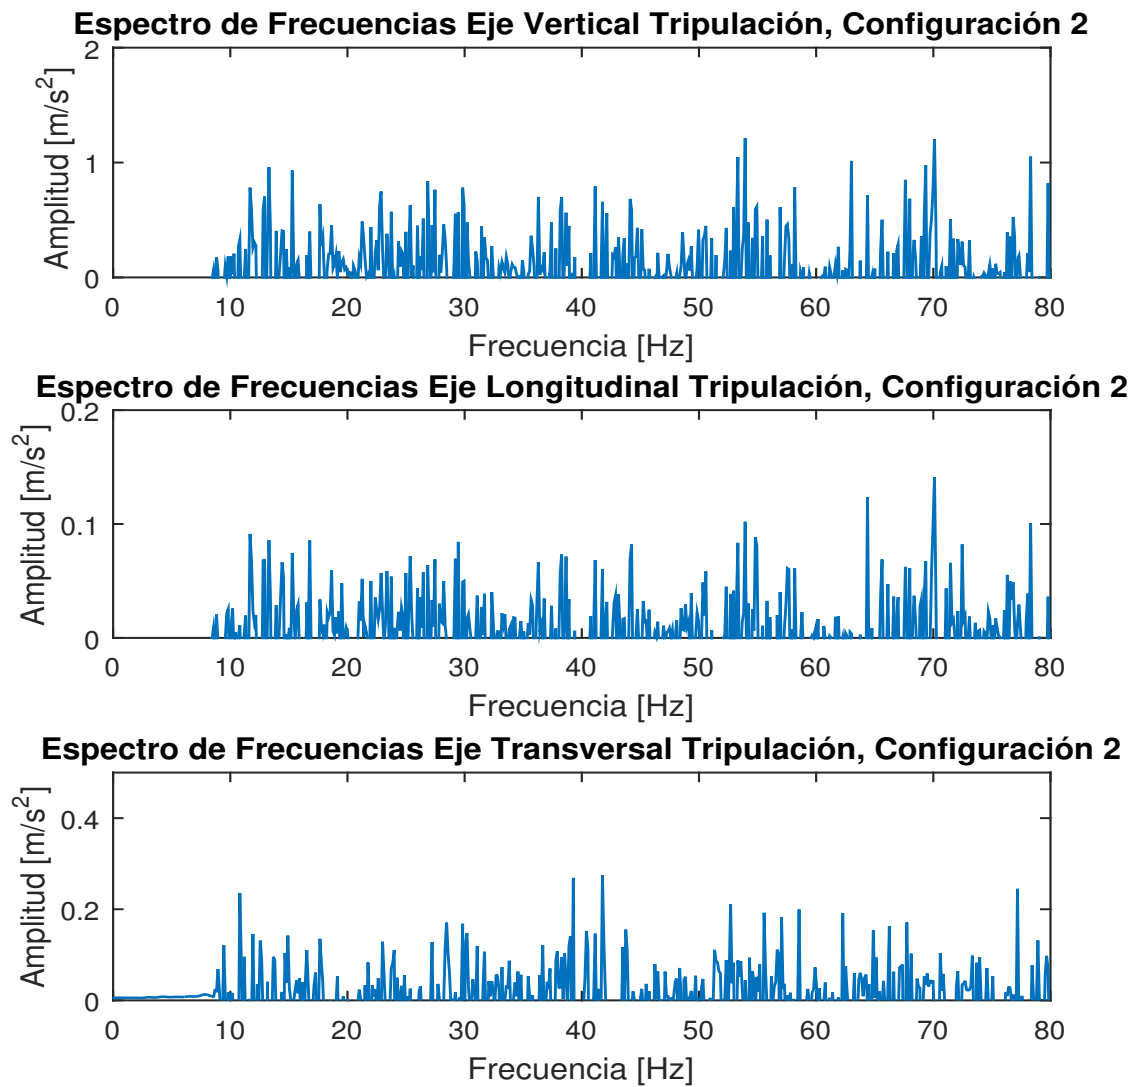 Espectro de Frecuencias Eje Vertical Tripulación, Configuración 2
Amplitud [m/s²]
2
1
0
0 10 20 30 40 50 60 70 80
Frecuencia [Hz]
Espectro de Frecuencias Eje Longitudinal Tripulación, Configuración 2
Amplitud [m/s²]
0.2
0.1
0
0 10 20 30 40 50 60 70 80
Frecuencia [Hz]
Espectro de Frecuencias Eje Transversal Tripulación, Configuración 2
Amplitud [m/s²]
0.4
0.2
0
0 10 20 30 40 50 60 70 80
Frecuencia [Hz]